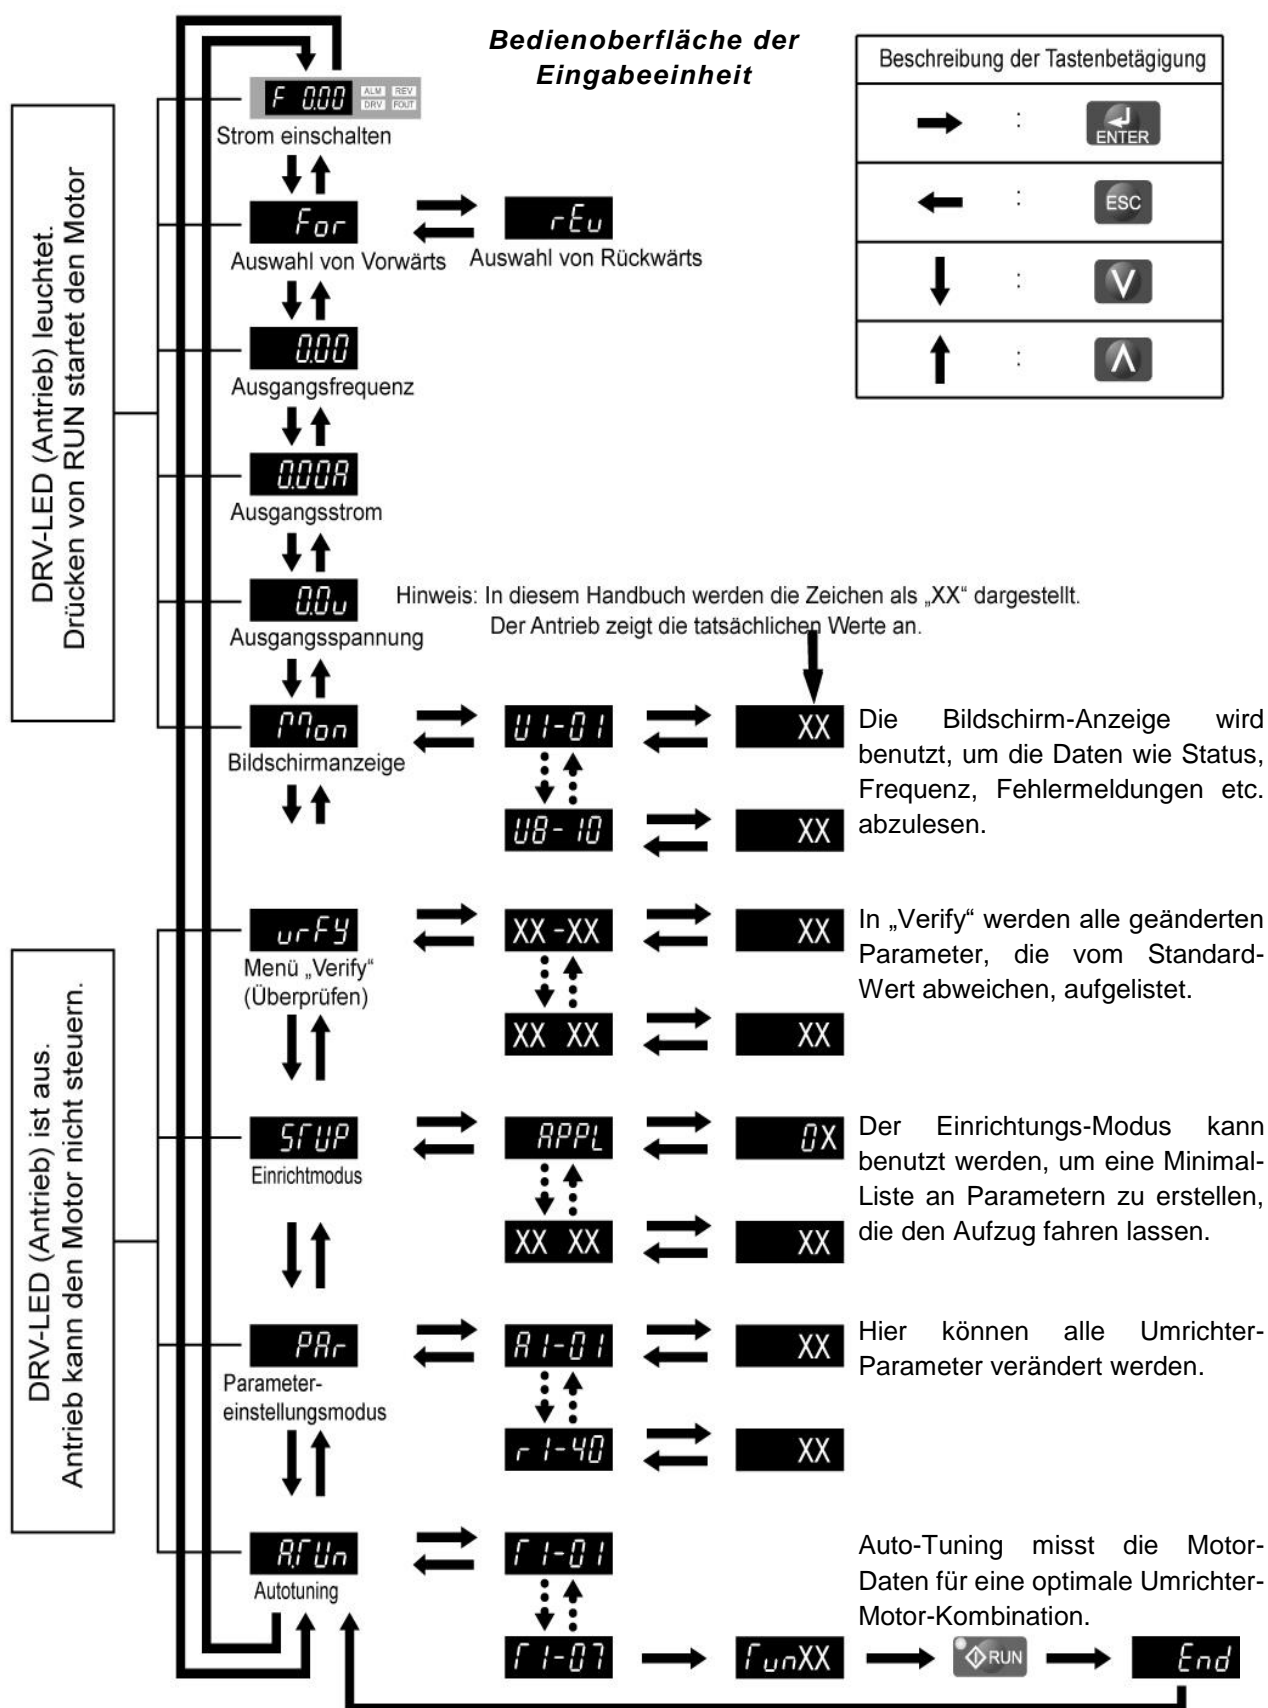 Bedienoberfläche der
Eingabeeinheit
Beschreibung der Tastenbetägigung
→ : ENTER
← : ESC
↓ : V
↑ : Λ
DRV-LED (Antrieb) leuchtet.
Drücken von RUN startet den Motor
F 0.00 ALM REV
DRV FOUT
Strom einschalten
For
rEv
Auswahl von Vorwärts
Auswahl von Rückwärts
0.00
Ausgangsfrequenz
0.00A
Ausgangsstrom
0.0v
Ausgangsspannung
Hinweis: In diesem Handbuch werden die Zeichen als „XX“ dargestellt.
Der Antrieb zeigt die tatsächlichen Werte an.
Mon
Bildschirmanzeige
U1-01
XX
U8-10
XX
Die Bildschirm-Anzeige wird
benutzt, um die Daten wie Status,
Frequenz, Fehlermeldungen etc.
abzulesen.
DRV-LED (Antrieb) ist aus.
Antrieb kann den Motor nicht steuern.
vrFY
Menü „Verify“
(Überprüfen)
XX-XX
XX
XX XX
XX
In „Verify“ werden alle geänderten
Parameter, die vom Standard-
Wert abweichen, aufgelistet.
STUP
Einrichtmodus
APPL
0X
XX XX
XX
Der Einrichtungs-Modus kann
benutzt werden, um eine Minimal-
Liste an Parametern zu erstellen,
die den Aufzug fahren lassen.
PAr
Parameter-
einstellungsmodus
A1-01
XX
r1-40
XX
Hier können alle Umrichter-
Parameter verändert werden.
A.TUn
Autotuning
T1-01
T1-07
TunXX
RUN
End
Auto-Tuning misst die Motor-
Daten für eine optimale Umrichter-
Motor-Kombination.